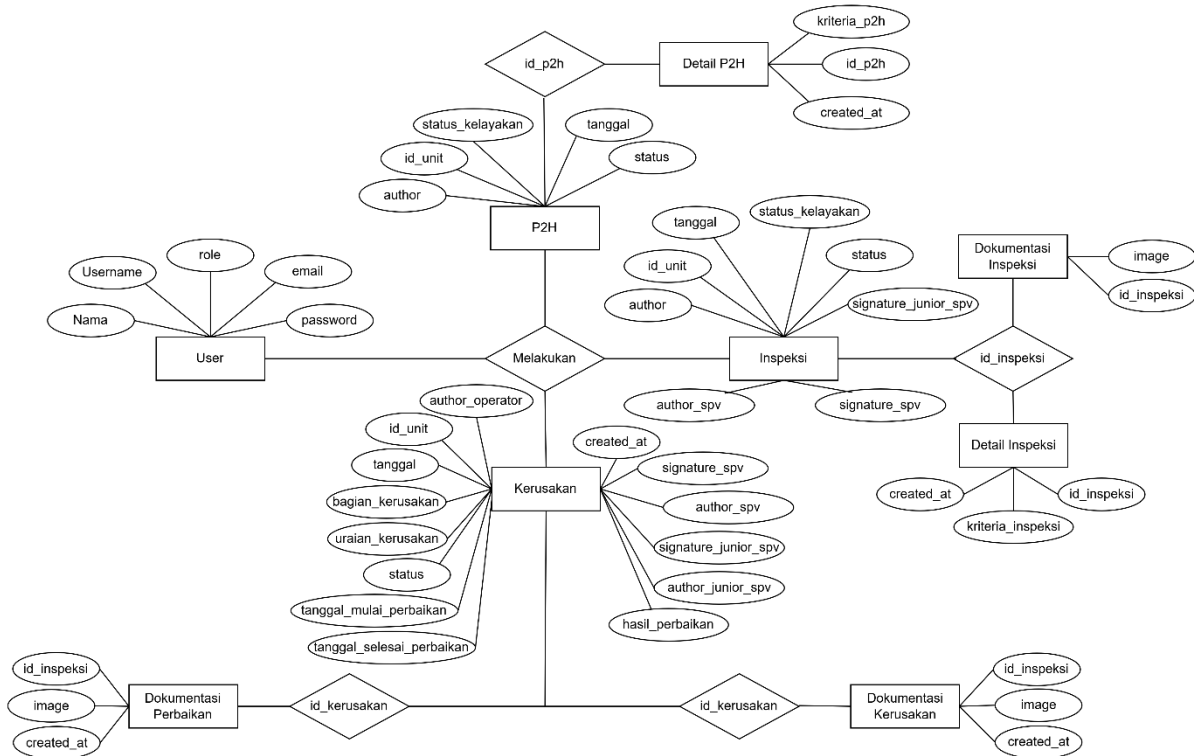 kriteria_p2h
id_p2h
Detail P2H
id_p2h
created_at
status_kelayakan
tanggal
id_unit
status
author
P2H
tanggal
status_kelayakan
id_unit
status
author
signature_junior_spv
Inspeksi
author_spv
signature_spv
Dokumentasi
Inspeksi
image
id_inspeksi
id_inspeksi
Detail Inspeksi
created_at
id_inspeksi
kriteria_inspeksi
role
Username
email
Nama
password
User
Melakukan
author_operator
id_unit
tanggal
bagian_kerusakan
uraian_kerusakan
status
tanggal_mulai_perbaikan
tanggal_selesai_perbaikan
Kerusakan
created_at
signature_spv
author_spv
signature_junior_spv
author_junior_spv
hasil_perbaikan
id_inspeksi
image
created_at
Dokumentasi
Perbaikan
id_kerusakan
id_kerusakan
Dokumentasi
Kerusakan
id_inspeksi
image
created_at